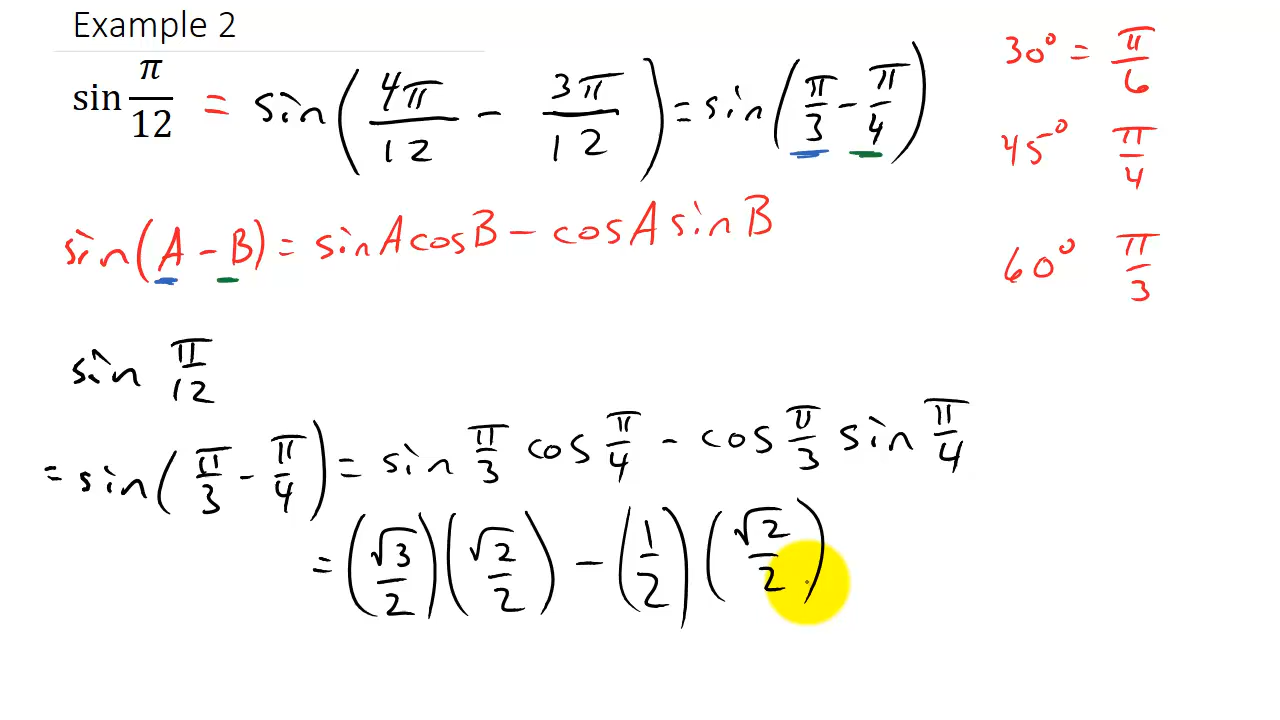 Example 2
sin π/12 = sin(4π/12 − 3π/12) = sin(π/3 − π/4)
30° = π/6
45° π/4
60° π/3
sin(A − B) = sinAcosB − cosA sinB
sin π/12
= sin(π/3 − π/4) = sin π/3 cos π/4 − cos π/3 sin π/4
= (√3/2)(√2/2) − (1/2)(√2/2)